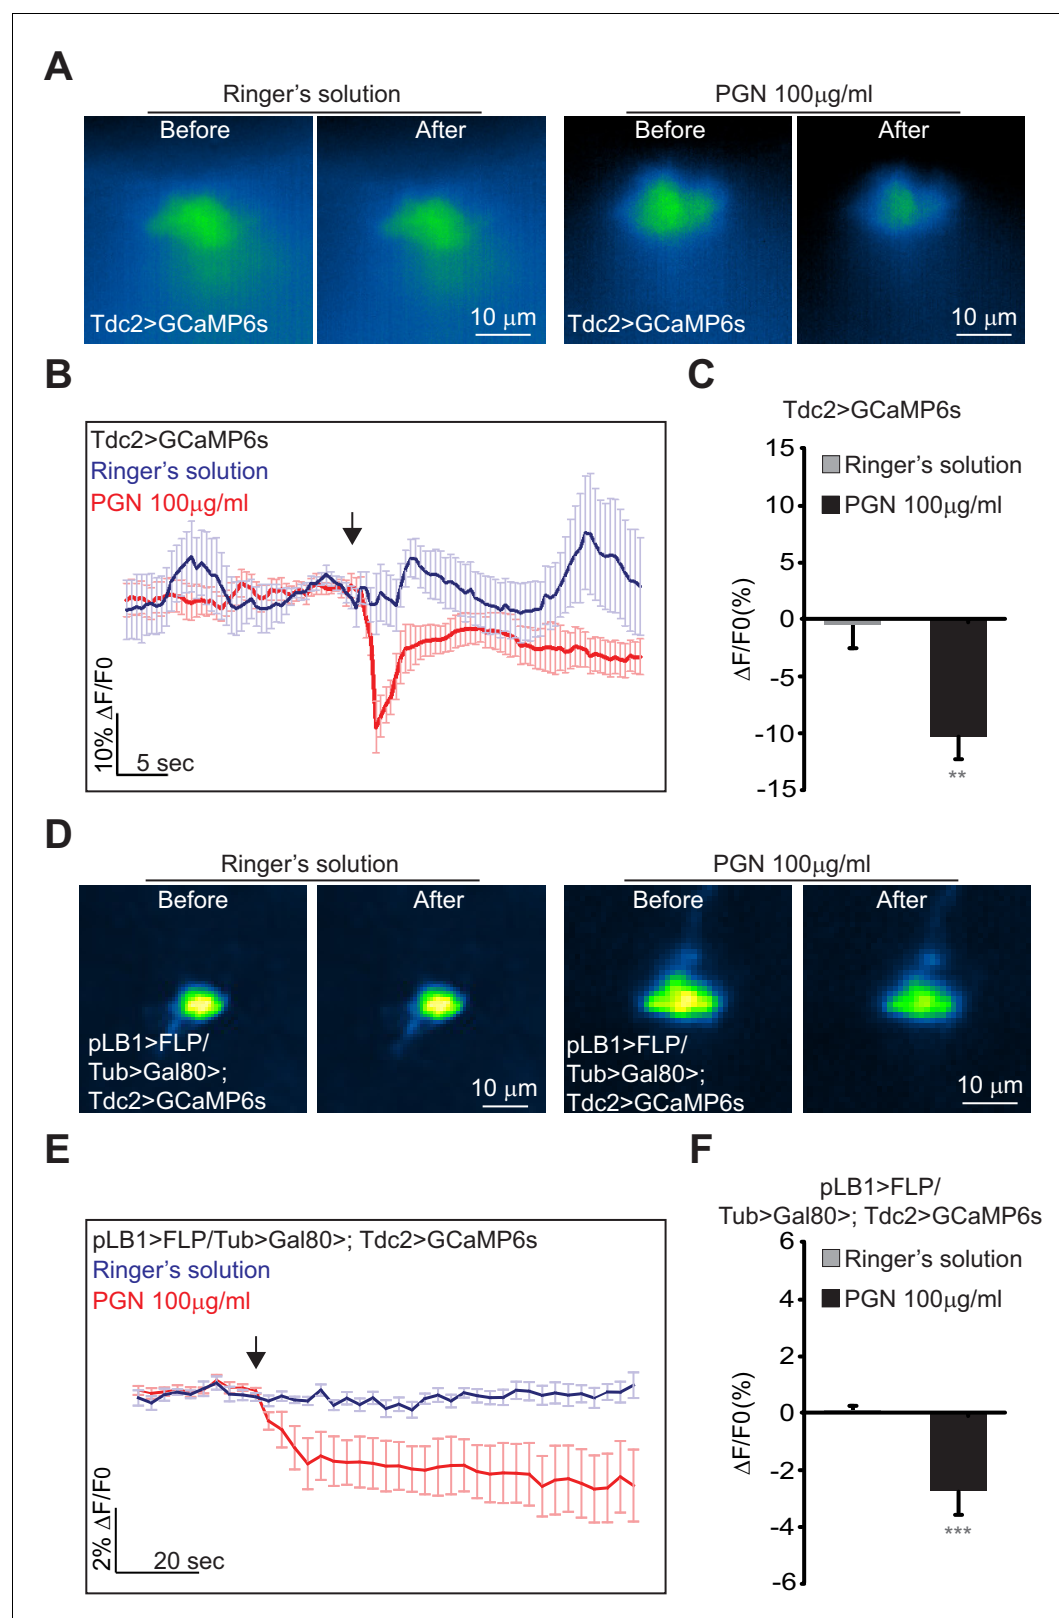 A
Ringer's solution
PGN 100μg/ml
Before
After
Before
After
Tdc2>GCaMP6s
10 μm
Tdc2>GCaMP6s
10 μm
B
Tdc2>GCaMP6s
Ringer's solution
PGN 100μg/ml
10% ΔF/F0
5 sec
C
Tdc2>GCaMP6s
15
10
5
0
-5
-10
-15
ΔF/F0(%)
Ringer's solution
PGN 100μg/ml
**
D
Ringer's solution
PGN 100μg/ml
Before
After
Before
After
pLB1>FLP/
Tub>Gal80>;
Tdc2>GCaMP6s
10 μm
pLB1>FLP/
Tub>Gal80>;
Tdc2>GCaMP6s
10 μm
E
pLB1>FLP/Tub>Gal80>; Tdc2>GCaMP6s
Ringer's solution
PGN 100μg/ml
2% ΔF/F0
20 sec
F
pLB1>FLP/
Tub>Gal80>; Tdc2>GCaMP6s
6
4
2
0
-2
-4
-6
ΔF/F0(%)
Ringer's solution
PGN 100μg/ml
***